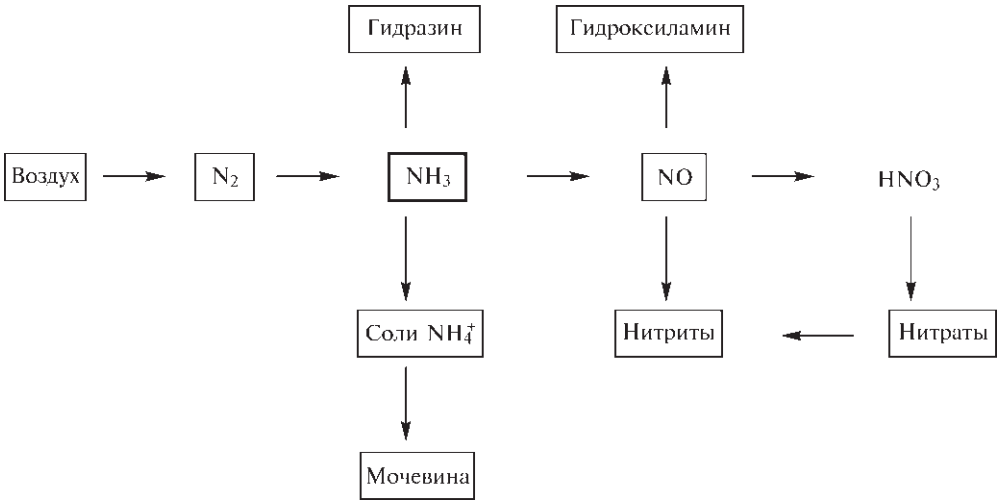 Гидразин
Гидроксиламин
Воздух
N₂
NH₃
NO
HNO₃
Соли NH₄⁺
Нитриты
Нитраты
Мочевина